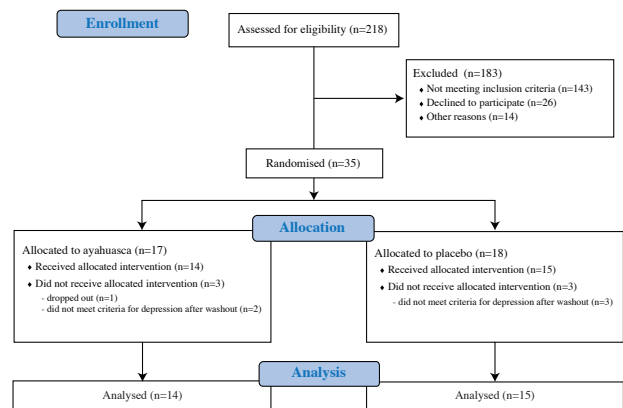 Enrollment
Assessed for eligibility (n=218)
Excluded (n=183)
♦ Not meeting inclusion criteria (n=143)
♦ Declined to participate (n=26)
♦ Other reasons (n=14)
Randomised (n=35)
Allocation
Allocated to ayahuasca (n=17)
♦ Received allocated intervention (n=14)
♦ Did not receive allocated intervention (n=3)
- dropped out (n=1)
- did not meet criteria for depression after washout (n=2)
Allocated to placebo (n=18)
♦ Received allocated intervention (n=15)
♦ Did not receive allocated intervention (n=3)
- did not meet criteria for depression after washout (n=3)
Analysis
Analysed (n=14)
Analysed (n=15)